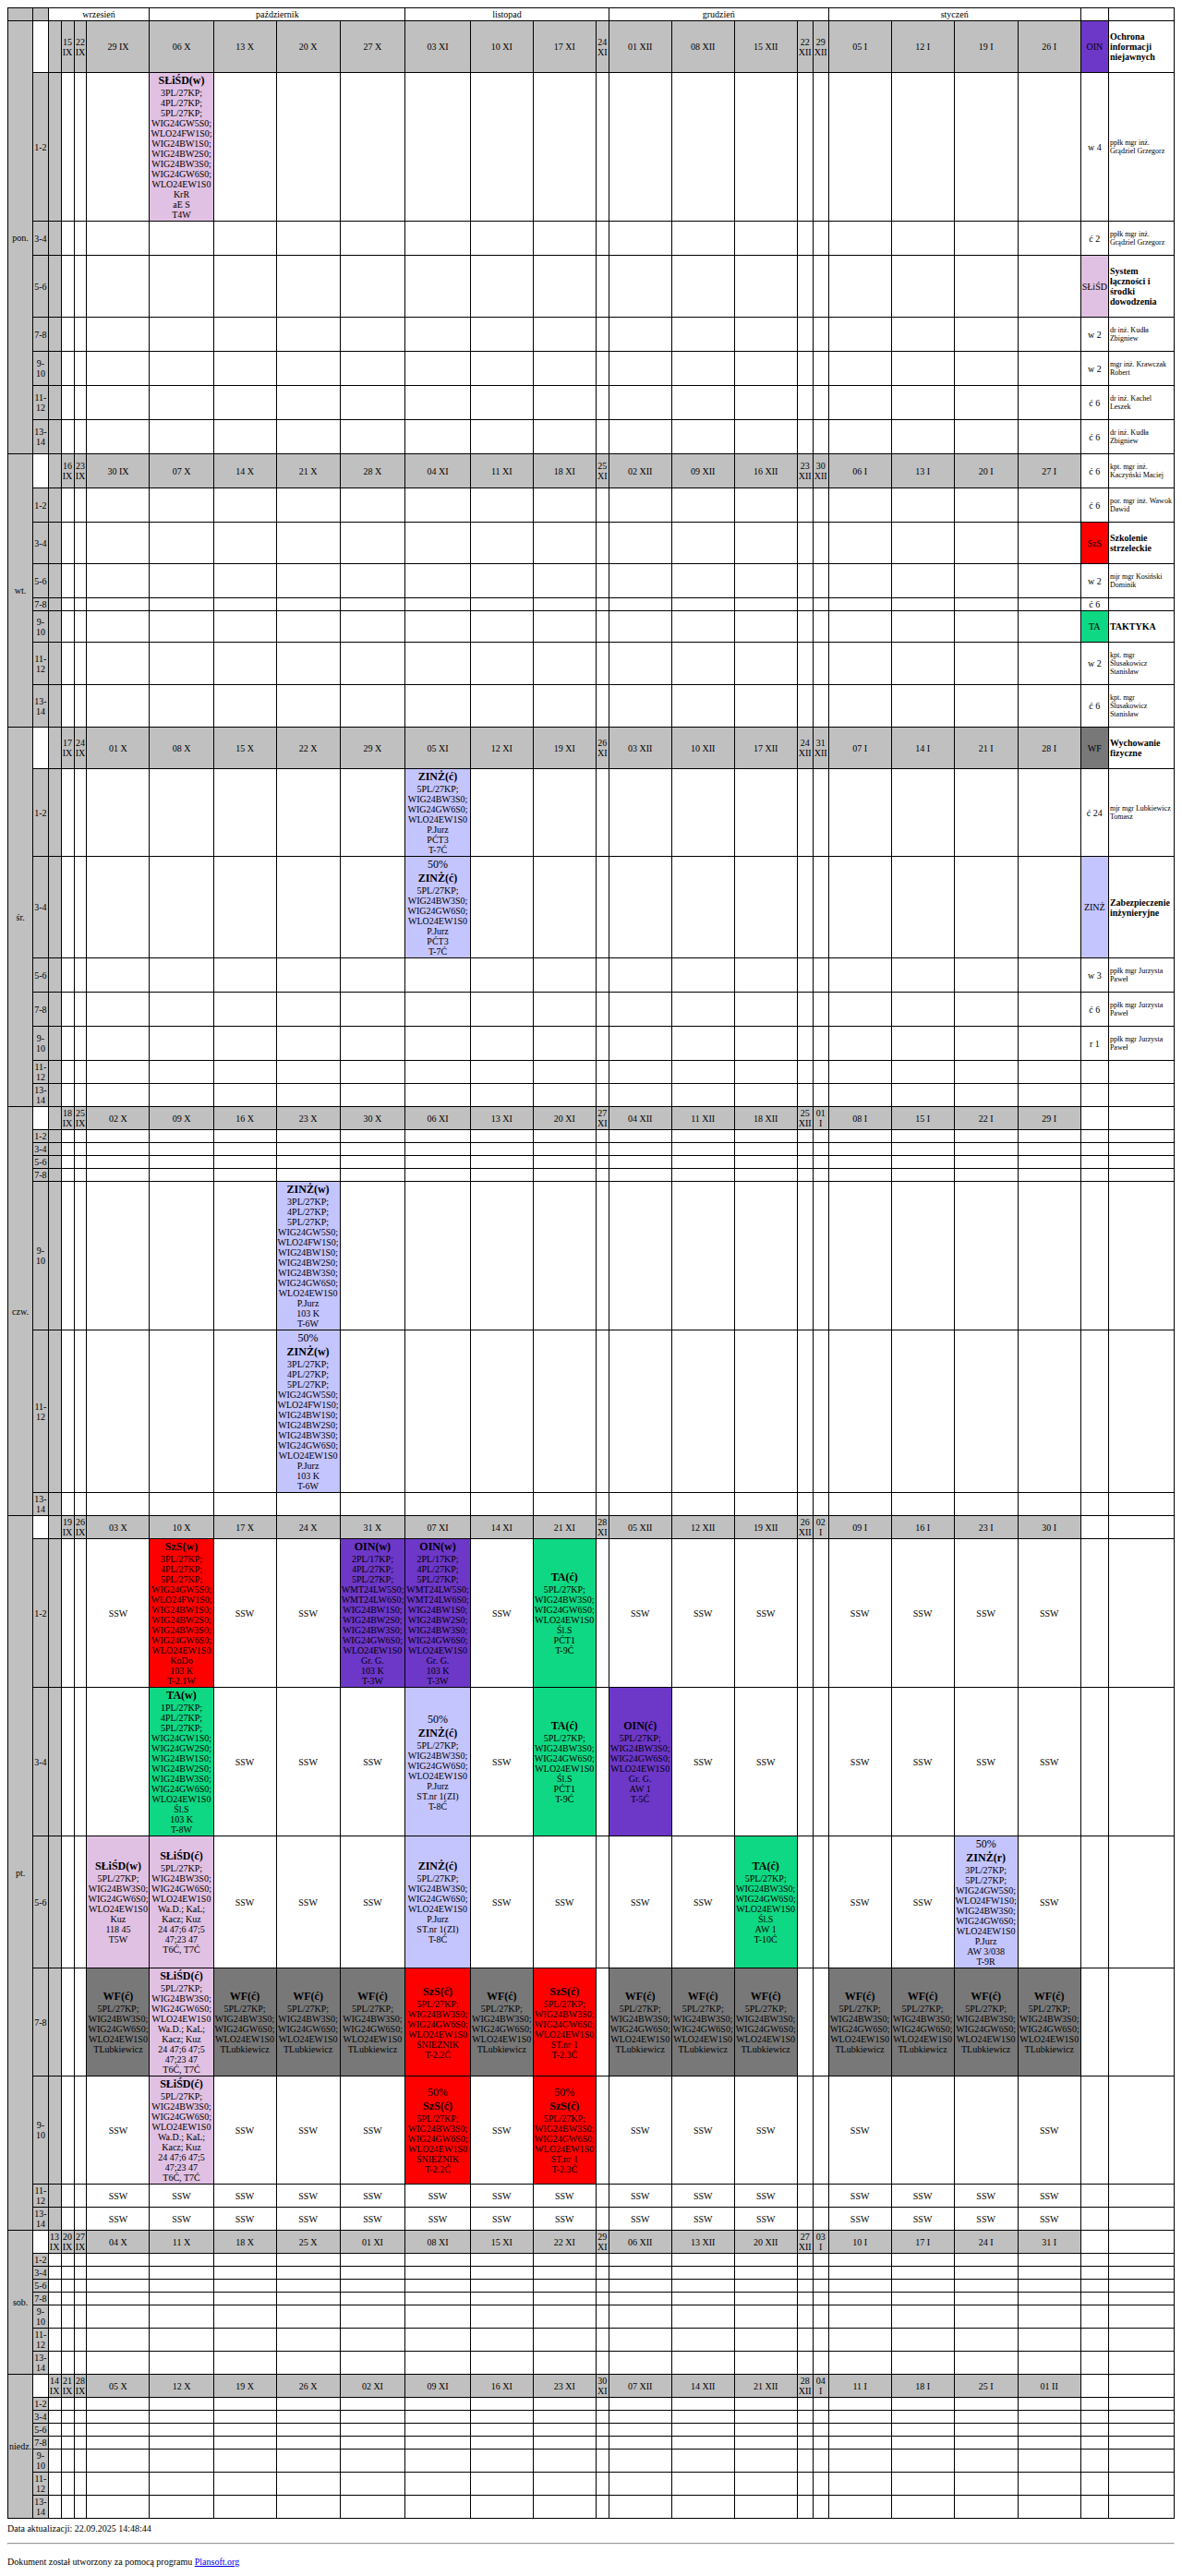 wrzesień październik listopad grudzień styczeń
15 IX 22 IX 29 IX 06 X 13 X 20 X 27 X 03 XI 10 XI 17 XI 24 XI 01 XII 08 XII 15 XII 22 XII 29 XII 05 I 12 I 19 I 26 I OIN Ochrona informacji niejawnych
pon.
1-2
SŁiŚD(w)
3PL/27KP;
4PL/27KP;
5PL/27KP;
WIG24GW5S0;
WLO24FW1S0;
WIG24BW1S0;
WIG24BW2S0;
WIG24BW3S0;
WIG24GW6S0;
WLO24EW1S0
KrR
aE S
T4W
w 4 ppłk mgr inż. Grądziel Grzegorz
3-4 ć 2 ppłk mgr inż. Grądziel Grzegorz
5-6 SŁiŚD System łączności i środki dowodzenia
7-8 w 2 dr inż. Kudła Zbigniew
9-10 w 2 mgr inż. Krawczak Robert
11-12 ć 6 dr inż. Kachel Leszek
13-14 ć 6 dr inż. Kudła Zbigniew
wt.
16 IX 23 IX 30 IX 07 X 14 X 21 X 28 X 04 XI 11 XI 18 XI 25 XI 02 XII 09 XII 16 XII 23 XII 30 XII 06 I 13 I 20 I 27 I ć 6 kpt. mgr inż. Kaczyński Maciej
1-2 ć 6 por. mgr inż. Wawok Dawid
3-4 SzS Szkolenie strzeleckie
5-6 w 2 mjr mgr Kosiński Dominik
7-8 ć 6
9-10 TA TAKTYKA
11-12 w 2 kpt. mgr Ślusakowicz Stanisław
13-14 ć 6 kpt. mgr Ślusakowicz Stanisław
śr.
17 IX 24 IX 01 X 08 X 15 X 22 X 29 X 05 XI 12 XI 19 XI 26 XI 03 XII 10 XII 17 XII 24 XII 31 XII 07 I 14 I 21 I 28 I WF Wychowanie fizyczne
1-2
ZINŻ(ć)
5PL/27KP;
WIG24BW3S0;
WIG24GW6S0;
WLO24EW1S0
P.Jurz
PĆT3
T-7Ć
ć 24 mjr mgr Lubkiewicz Tomasz
3-4
50%
ZINŻ(ć)
5PL/27KP;
WIG24BW3S0;
WIG24GW6S0;
WLO24EW1S0
P.Jurz
PĆT3
T-7Ć
ZINŻ Zabezpieczenie inżynieryjne
5-6 w 3 ppłk mgr Jurzysta Paweł
7-8 ć 6 ppłk mgr Jurzysta Paweł
9-10 r 1 ppłk mgr Jurzysta Paweł
11-12
13-14
czw.
18 IX 25 IX 02 X 09 X 16 X 23 X 30 X 06 XI 13 XI 20 XI 27 XI 04 XII 11 XII 18 XII 25 XII 01 I 08 I 15 I 22 I 29 I
1-2
3-4
5-6
7-8
9-10
ZINŻ(w)
3PL/27KP;
4PL/27KP;
5PL/27KP;
WIG24GW5S0;
WLO24FW1S0;
WIG24BW1S0;
WIG24BW2S0;
WIG24BW3S0;
WIG24GW6S0;
WLO24EW1S0
P.Jurz
103 K
T-6W
11-12
50%
ZINŻ(w)
3PL/27KP;
4PL/27KP;
5PL/27KP;
WIG24GW5S0;
WLO24FW1S0;
WIG24BW1S0;
WIG24BW2S0;
WIG24BW3S0;
WIG24GW6S0;
WLO24EW1S0
P.Jurz
103 K
T-6W
13-14
pt.
19 IX 26 IX 03 X 10 X 17 X 24 X 31 X 07 XI 14 XI 21 XI 28 XI 05 XII 12 XII 19 XII 26 XII 02 I 09 I 16 I 23 I 30 I
1-2
SSW
SzS(w)
3PL/27KP;
4PL/27KP;
5PL/27KP;
WIG24GW5S0;
WLO24FW1S0;
WIG24BW1S0;
WIG24BW2S0;
WIG24BW3S0;
WIG24GW6S0;
WLO24EW1S0
KoDo
103 K
T-2.1W
SSW SSW
OIN(w)
2PL/17KP;
4PL/27KP;
5PL/27KP;
WMT24LW5S0;
WMT24LW6S0;
WIG24BW1S0;
WIG24BW2S0;
WIG24BW3S0;
WIG24GW6S0;
WLO24EW1S0
Gr. G.
103 K
T-3W
OIN(w)
2PL/17KP;
4PL/27KP;
5PL/27KP;
WMT24LW5S0;
WMT24LW6S0;
WIG24BW1S0;
WIG24BW2S0;
WIG24BW3S0;
WIG24GW6S0;
WLO24EW1S0
Gr. G.
103 K
T-3W
SSW
TA(ć)
5PL/27KP;
WIG24BW3S0;
WIG24GW6S0;
WLO24EW1S0
Śl.S
PĆT1
T-9Ć
SSW SSW SSW SSW SSW SSW SSW
3-4
TA(w)
1PL/27KP;
4PL/27KP;
5PL/27KP;
WIG24GW1S0;
WIG24GW2S0;
WIG24BW1S0;
WIG24BW2S0;
WIG24BW3S0;
WIG24GW6S0;
WLO24EW1S0
Śl.S
103 K
T-8W
SSW SSW SSW
50%
ZINŻ(ć)
5PL/27KP;
WIG24BW3S0;
WIG24GW6S0;
WLO24EW1S0
P.Jurz
ST.nr 1(ZI)
T-8Ć
SSW
TA(ć)
5PL/27KP;
WIG24BW3S0;
WIG24GW6S0;
WLO24EW1S0
Śl.S
PĆT1
T-9Ć
OIN(ć)
5PL/27KP;
WIG24BW3S0;
WIG24GW6S0;
WLO24EW1S0
Gr. G.
AW 1
T-5Ć
SSW SSW SSW SSW SSW SSW
5-6
SŁiŚD(w)
5PL/27KP;
WIG24BW3S0;
WIG24GW6S0;
WLO24EW1S0
Kuz
118 45
T5W
SŁiŚD(ć)
5PL/27KP;
WIG24BW3S0;
WIG24GW6S0;
WLO24EW1S0
Wa.D.; KaL;
Kacz; Kuz
24 47;6 47;5
47;23 47
T6Ć, T7Ć
SSW SSW SSW
ZINŻ(ć)
5PL/27KP;
WIG24BW3S0;
WIG24GW6S0;
WLO24EW1S0
P.Jurz
ST.nr 1(ZI)
T-8Ć
SSW SSW SSW SSW
TA(ć)
5PL/27KP;
WIG24BW3S0;
WIG24GW6S0;
WLO24EW1S0
Śl.S
AW 1
T-10Ć
SSW SSW
50%
ZINŻ(r)
3PL/27KP;
5PL/27KP;
WIG24GW5S0;
WLO24FW1S0;
WIG24BW3S0;
WIG24GW6S0;
WLO24EW1S0
P.Jurz
AW 3/038
T-9R
SSW
7-8
WF(ć)
5PL/27KP;
WIG24BW3S0;
WIG24GW6S0;
WLO24EW1S0
TLubkiewicz
SŁiŚD(ć)
5PL/27KP;
WIG24BW3S0;
WIG24GW6S0;
WLO24EW1S0
Wa.D.; KaL;
Kacz; Kuz
24 47;6 47;5
47;23 47
T6Ć, T7Ć
WF(ć)
5PL/27KP;
WIG24BW3S0;
WIG24GW6S0;
WLO24EW1S0
TLubkiewicz
WF(ć)
5PL/27KP;
WIG24BW3S0;
WIG24GW6S0;
WLO24EW1S0
TLubkiewicz
WF(ć)
5PL/27KP;
WIG24BW3S0;
WIG24GW6S0;
WLO24EW1S0
TLubkiewicz
SzS(ć)
5PL/27KP;
WIG24BW3S0;
WIG24GW6S0;
WLO24EW1S0
ŚNIEŻNIK
T-2.2Ć
WF(ć)
5PL/27KP;
WIG24BW3S0;
WIG24GW6S0;
WLO24EW1S0
TLubkiewicz
SzS(ć)
5PL/27KP;
WIG24BW3S0;
WIG24GW6S0;
WLO24EW1S0
ST.nr 1
T-2.3Ć
WF(ć)
5PL/27KP;
WIG24BW3S0;
WIG24GW6S0;
WLO24EW1S0
TLubkiewicz
WF(ć)
5PL/27KP;
WIG24BW3S0;
WIG24GW6S0;
WLO24EW1S0
TLubkiewicz
WF(ć)
5PL/27KP;
WIG24BW3S0;
WIG24GW6S0;
WLO24EW1S0
TLubkiewicz
WF(ć)
5PL/27KP;
WIG24BW3S0;
WIG24GW6S0;
WLO24EW1S0
TLubkiewicz
WF(ć)
5PL/27KP;
WIG24BW3S0;
WIG24GW6S0;
WLO24EW1S0
TLubkiewicz
WF(ć)
5PL/27KP;
WIG24BW3S0;
WIG24GW6S0;
WLO24EW1S0
TLubkiewicz
WF(ć)
5PL/27KP;
WIG24BW3S0;
WIG24GW6S0;
WLO24EW1S0
TLubkiewicz
9-10
SSW
SŁiŚD(ć)
5PL/27KP;
WIG24BW3S0;
WIG24GW6S0;
WLO24EW1S0
Wa.D.; KaL;
Kacz; Kuz
24 47;6 47;5
47;23 47
T6Ć, T7Ć
SSW SSW SSW
50%
SzS(ć)
5PL/27KP;
WIG24BW3S0;
WIG24GW6S0;
WLO24EW1S0
ŚNIEŻNIK
T-2.2Ć
SSW
50%
SzS(ć)
5PL/27KP;
WIG24BW3S0;
WIG24GW6S0;
WLO24EW1S0
ST.nr 1
T-2.3Ć
SSW SSW SSW SSW SSW
11-12 SSW SSW SSW SSW SSW SSW SSW SSW SSW SSW SSW SSW SSW SSW SSW
13-14 SSW SSW SSW SSW SSW SSW SSW SSW SSW SSW SSW SSW SSW SSW SSW
sob.
13 IX 20 IX 27 IX 04 X 11 X 18 X 25 X 01 XI 08 XI 15 XI 22 XI 29 XI 06 XII 13 XII 20 XII 27 XII 03 I 10 I 17 I 24 I 31 I
1-2
3-4
5-6
7-8
9-10
11-12
13-14
niedz
14 IX 21 IX 28 IX 05 X 12 X 19 X 26 X 02 XI 09 XI 16 XI 23 XI 30 XI 07 XII 14 XII 21 XII 28 XII 04 I 11 I 18 I 25 I 01 II
1-2
3-4
5-6
7-8
9-10
11-12
13-14
Data aktualizacji: 22.09.2025 14:48:44
Dokument został utworzony za pomocą programu Plansoft.org